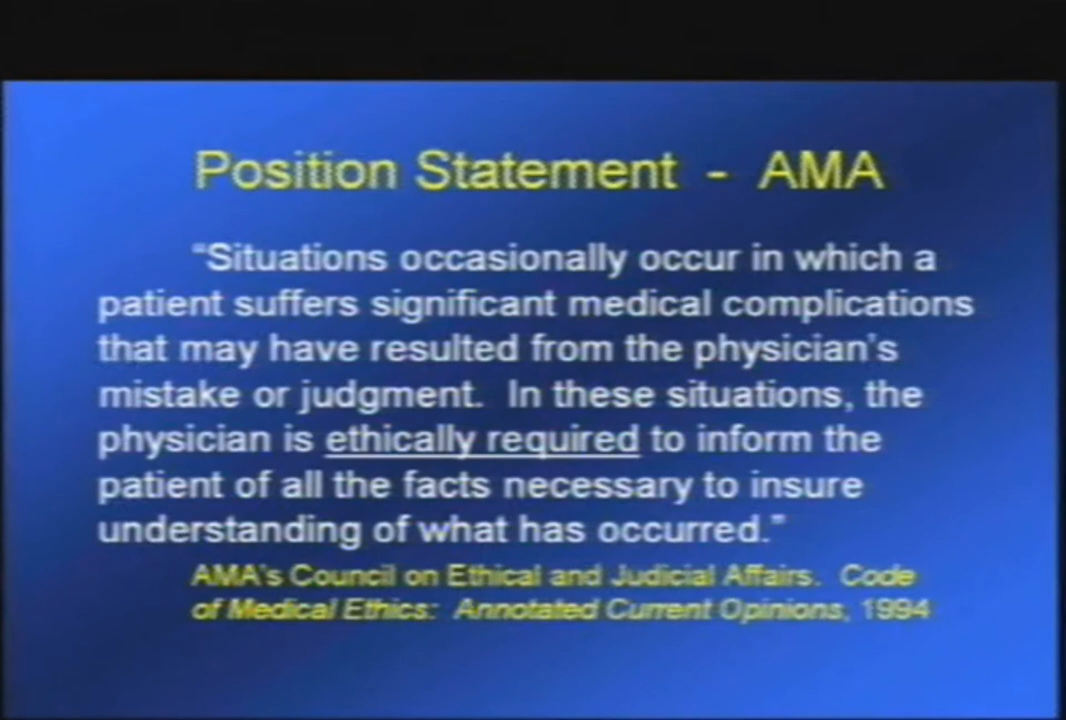 Position Statement - AMA
“Situations occasionally occur in which a
patient suffers significant medical complications
that may have resulted from the physician's
mistake or judgment. In these situations, the
physician is ethically required to inform the
patient of all the facts necessary to insure
understanding of what has occurred.”
AMA's Council on Ethical and Judicial Affairs. Code
of Medical Ethics: Annotated Current Opinions, 1994